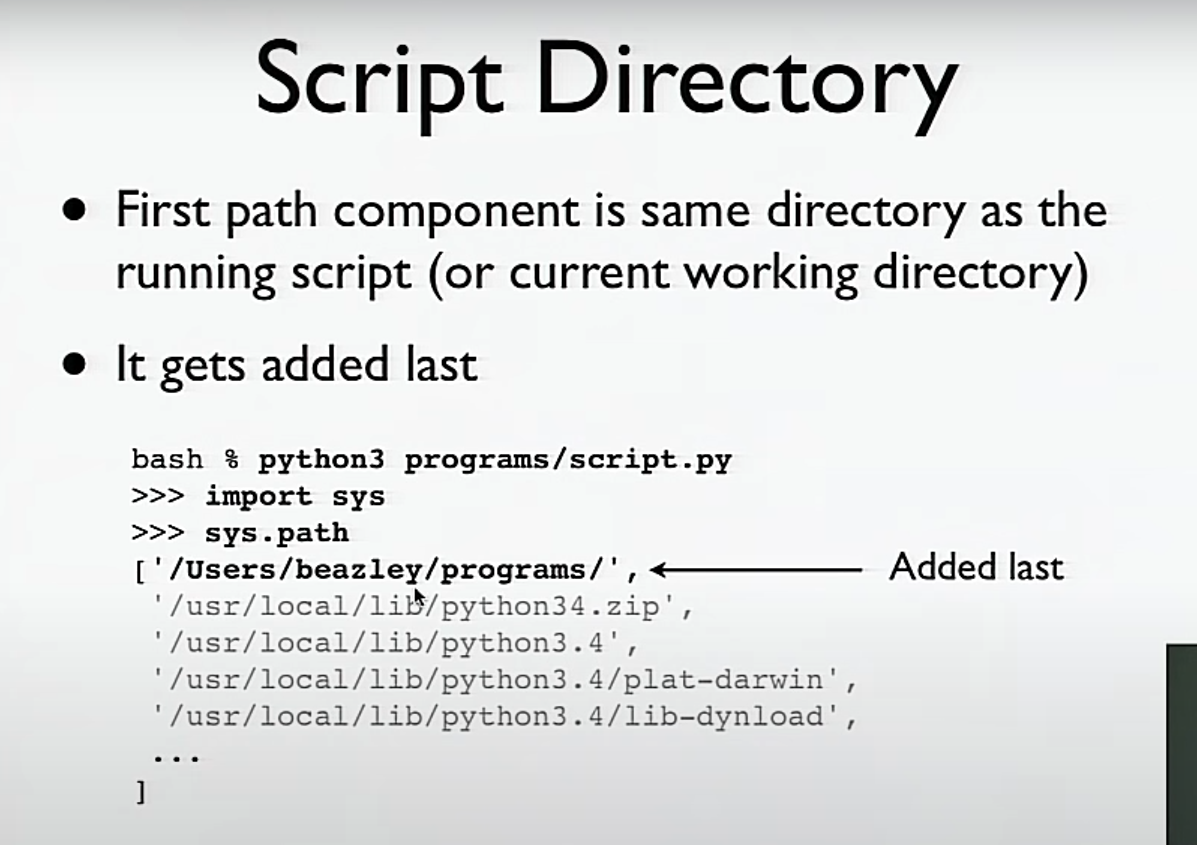 Script Directory
• First path component is same directory as the
running script (or current working directory)
• It gets added last
bash % python3 programs/script.py
>>> import sys
>>> sys.path
['/Users/beazley/programs/', Added last
'/usr/local/lib/python34.zip',
'/usr/local/lib/python3.4',
'/usr/local/lib/python3.4/plat-darwin',
'/usr/local/lib/python3.4/lib-dynload',
...
]